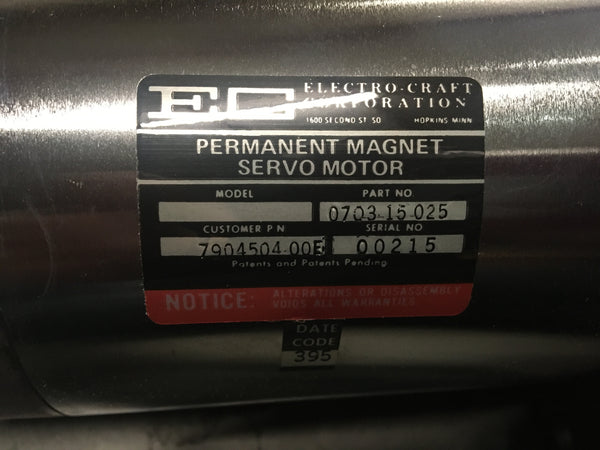 EC ELECTRO-CRAFT
CORPORATION
1600 SECOND ST SO HOPKINS MINN
PERMANENT MAGNET
SERVO MOTOR
MODEL PART NO.
0703-15-025
CUSTOMER P N SERIAL NO
7904504-00E 00215
Patents and Patents Pending
NOTICE: ALTERATIONS OR DISASSEMBLY
VOIDS ALL WARRANTIES
DATE
CODE
395